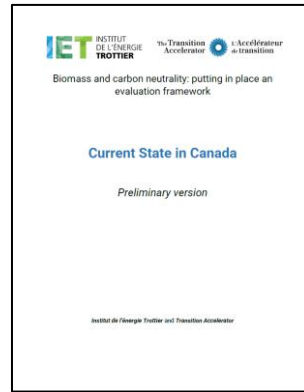 IET INSTITUT
DE L'ÉNERGIE
TROTTIER
The Transition
Accelerator
L'Accélérateur
de transition
Biomass and carbon neutrality: putting in place an
evaluation framework
Current State in Canada
Preliminary version
Institut de l'énergie Trottier and Transition Accelerator